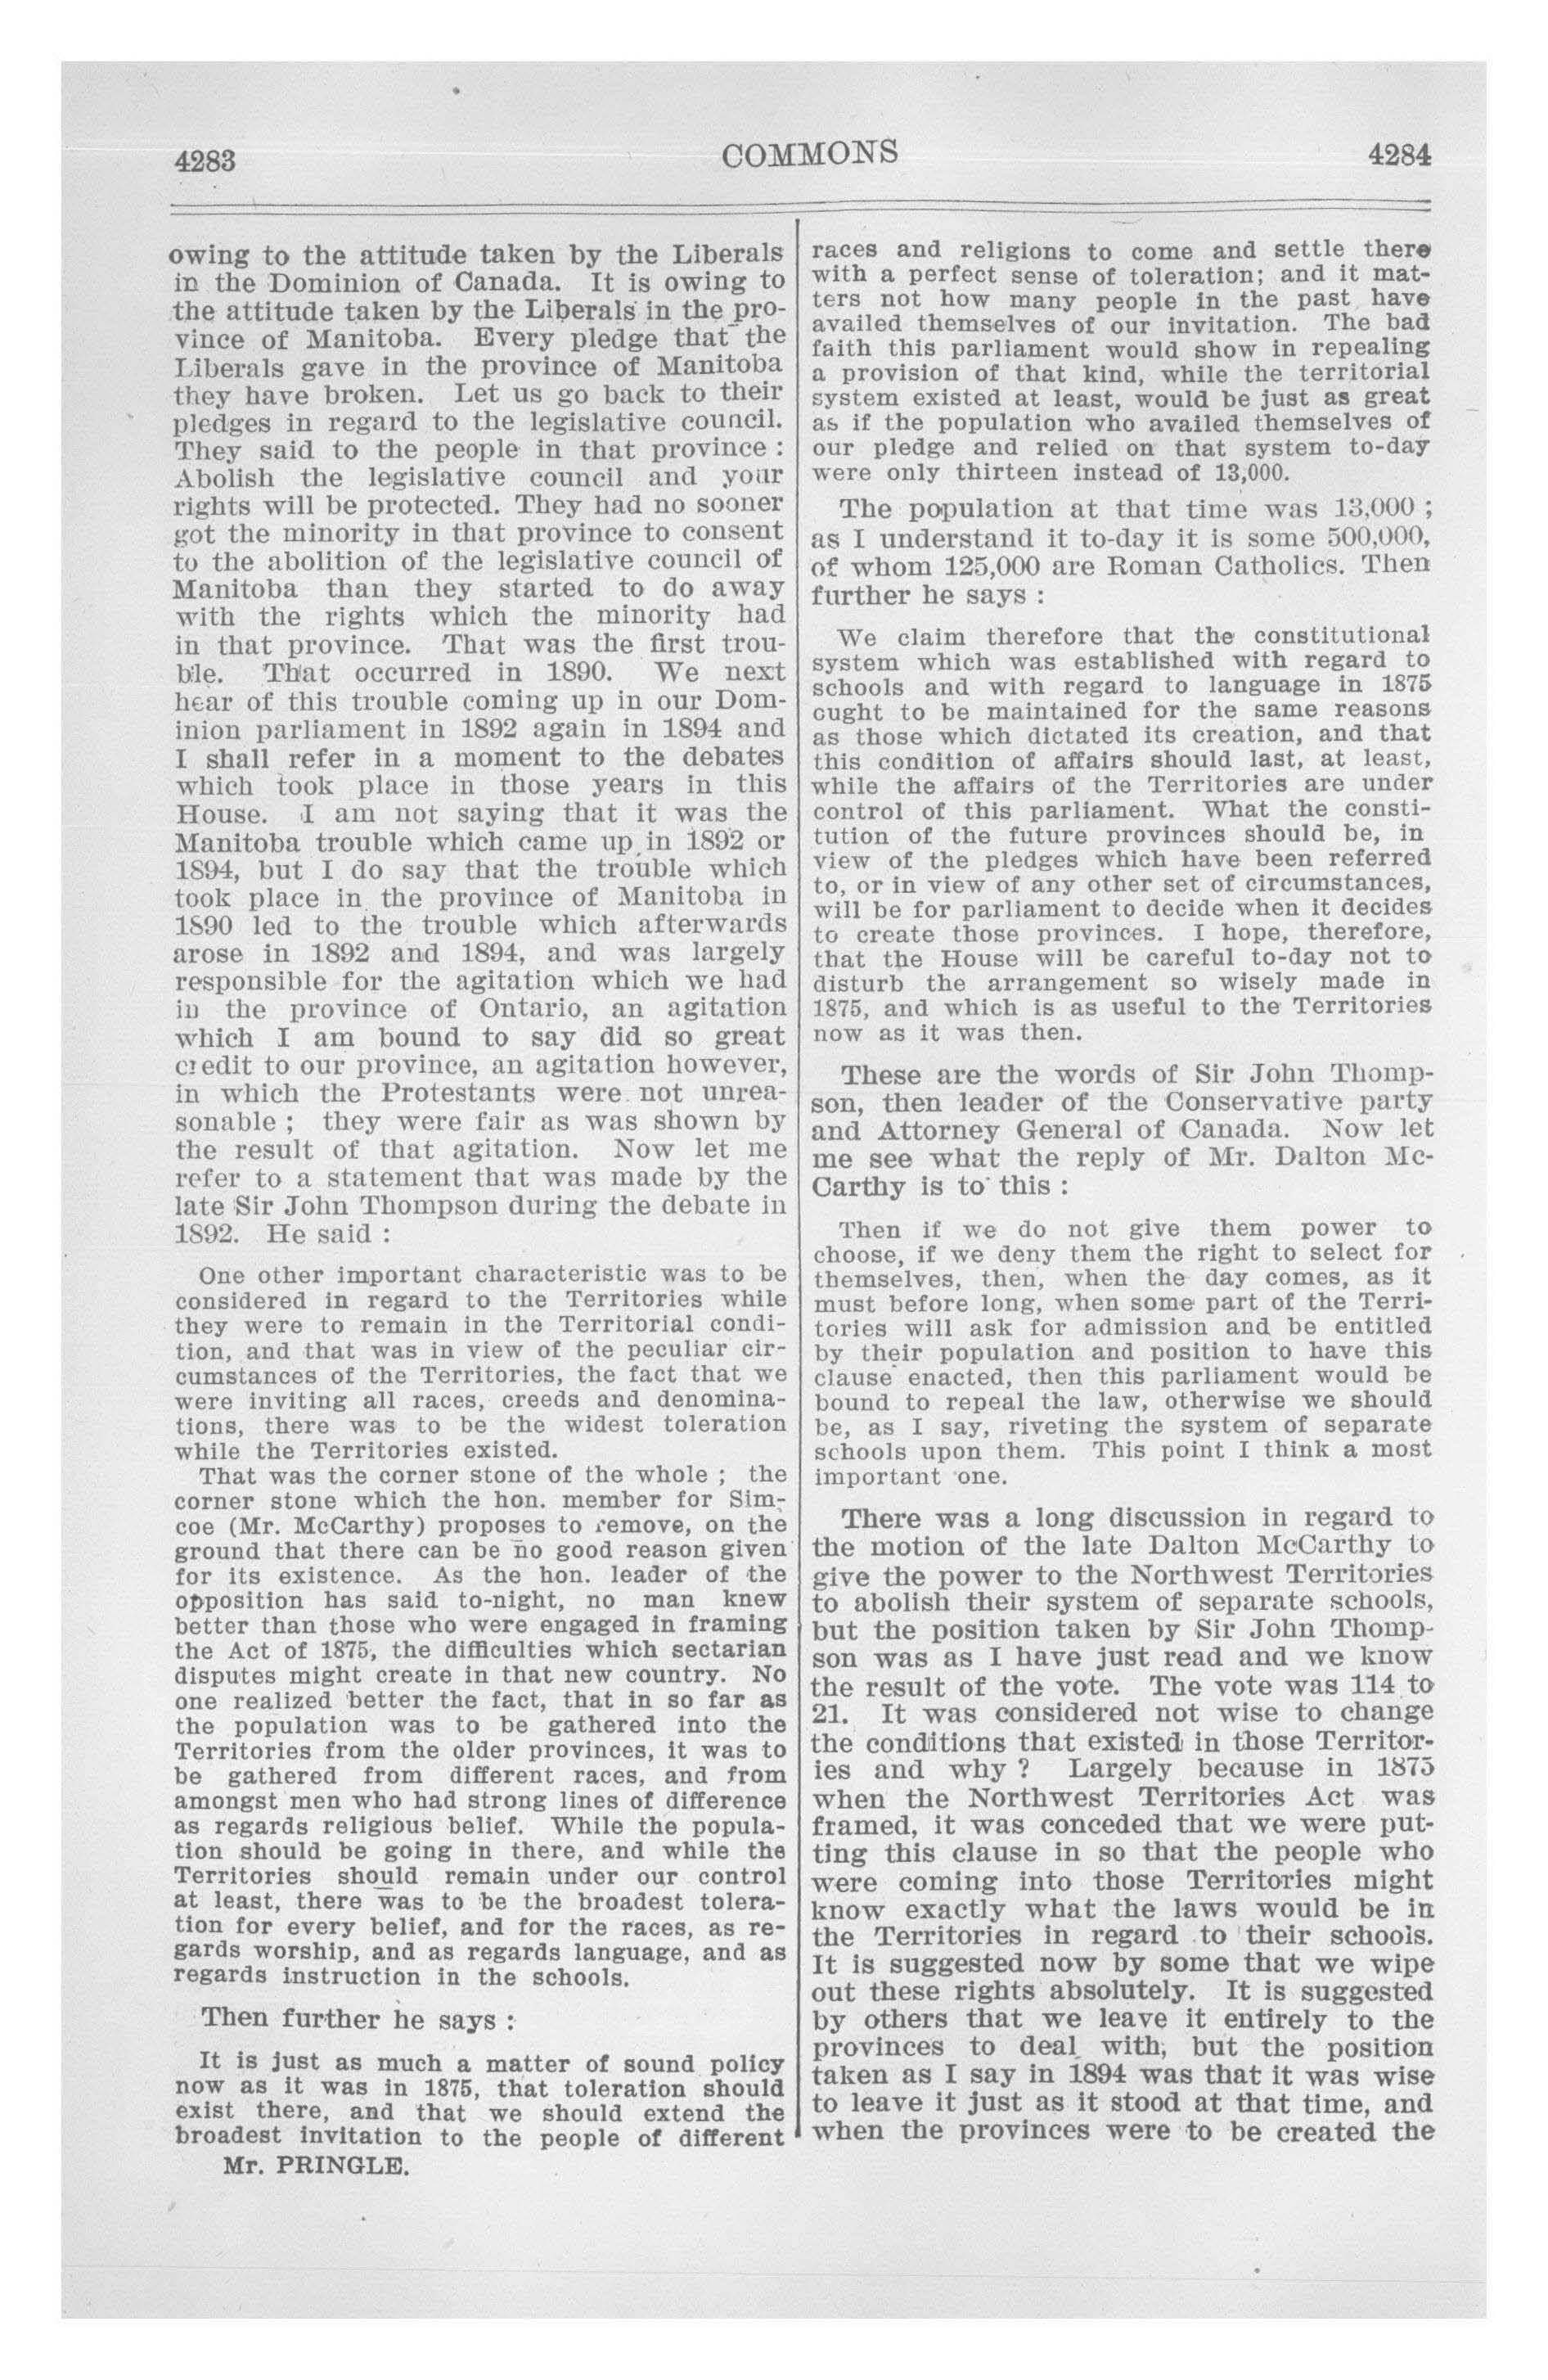 4283
COMMONS
4284
owing to the attitude taken by the Liberals
in the Dominion of Canada. It is owing to
the attitude taken by the Liberals in the pro-
vince of Manitoba. Every pledge that the
Liberals gave in the province of Manitoba
they have broken. Let us go back to their
pledges in regard to the legislative council.
They said to the people in that province :
Abolish the legislative council and your
rights will be protected. They had no sooner
got the minority in that province to consent
to the abolition of the legislative council of
Manitoba than they started to do away
with the rights which the minority had
in that province. That was the first trou-
ble. That occurred in 1890. We next
hear of this trouble coming up in our Dom-
inion parliament in 1892 again in 1894 and
I shall refer in a moment to the debates
which took place in those years in this
House. I am not saying that it was the
Manitoba trouble which came up in 1892 or
1894, but I do say that the trouble which
took place in the province of Manitoba in
1890 led to the trouble which afterwards
arose in 1892 and 1894, and was largely
responsible for the agitation which we had
in the province of Ontario, an agitation
which I am bound to say did so great
credit to our province, an agitation however,
in which the Protestants were not unrea-
sonable ; they were fair as was shown by
the result of that agitation. Now let me
refer to a statement that was made by the
late Sir John Thompson during the debate in
1892. He said :
One other important characteristic was to be
considered in regard to the Territories while
they were to remain in the Territorial condi-
tion, and that was in view of the peculiar cir-
cumstances of the Territories, the fact that we
were inviting all races, creeds and denomina-
tions, there was to be the widest toleration
while the Territories existed.
That was the corner stone of the whole ; the
corner stone which the hon. member for Sim-
coe (Mr. McCarthy) proposes to remove, on the
ground that there can be no good reason given
for its existence. As the hon. leader of the
opposition has said to-night, no man knew
better than those who were engaged in framing
the Act of 1875, the difficulties which sectarian
disputes might create in that new country. No
one realized better the fact, that in so far as
the population was to be gathered into the
Territories from the older provinces, it was to
be gathered from different races, and from
amongst men who had strong lines of difference
as regards religious belief. While the popula-
tion should be going in there, and while the
Territories should remain under our control
at least, there was to be the broadest tolera-
tion for every belief, and for the races, as re-
gards worship, and as regards language, and as
regards instruction in the schools.
Then further he says :
It is just as much a matter of sound policy
now as it was in 1875, that toleration should
exist there, and that we should extend the
broadest invitation to the people of different
Mr. PRINGLE.
races and religions to come and settle there
with a perfect sense of toleration; and it mat-
ters not how many people in the past have
availed themselves of our invitation. The bad
faith this parliament would show in repealing
a provision of that kind, while the territorial
system existed at least, would be just as great
as if the population who availed themselves of
our pledge and relied on that system to-day
were only thirteen instead of 13,000.
The population at that time was 13,000 ;
as I understand it to-day it is some 500,000,
of whom 125,000 are Roman Catholics. Then
further he says :
We claim therefore that the constitutional
system which was established with regard to
schools and with regard to language in 1875
ought to be maintained for the same reasons
as those which dictated its creation, and that
this condition of affairs should last, at least,
while the affairs of the Territories are under
control of this parliament. What the consti-
tution of the future provinces should be, in
view of the pledges which have been referred
to, or in view of any other set of circumstances,
will be for parliament to decide when it decides
to create those provinces. I hope, therefore,
that the House will be careful to-day not to
disturb the arrangement so wisely made in
1875, and which is as useful to the Territories
now as it was then.
These are the words of Sir John Thomp-
son, then leader of the Conservative party
and Attorney General of Canada. Now let
me see what the reply of Mr. Dalton Mc-
Carthy is to this :
Then if we do not give them power to
choose, if we deny them the right to select for
themselves, then, when the day comes, as it
must before long, when some part of the Terri-
tories will ask for admission and be entitled
by their population and position to have this
clause enacted, then this parliament would be
bound to repeal the law, otherwise we should
be, as I say, riveting the system of separate
schools upon them. This point I think a most
important one.
There was a long discussion in regard to
the motion of the late Dalton McCarthy to
give the power to the Northwest Territories
to abolish their system of separate schools,
but the position taken by Sir John Thomp-
son was as I have just read and we know
the result of the vote. The vote was 114 to
21. It was considered not wise to change
the conditions that existed in those Territor-
ies and why ? Largely because in 1875
when the Northwest Territories Act was
framed, it was conceded that we were put-
ting this clause in so that the people who
were coming into those Territories might
know exactly what the laws would be in
the Territories in regard to their schools.
It is suggested now by some that we wipe
out these rights absolutely. It is suggested
by others that we leave it entirely to the
provinces to deal with, but the position
taken as I say in 1894 was that it was wise
to leave it just as it stood at that time, and
when the provinces were to be created the